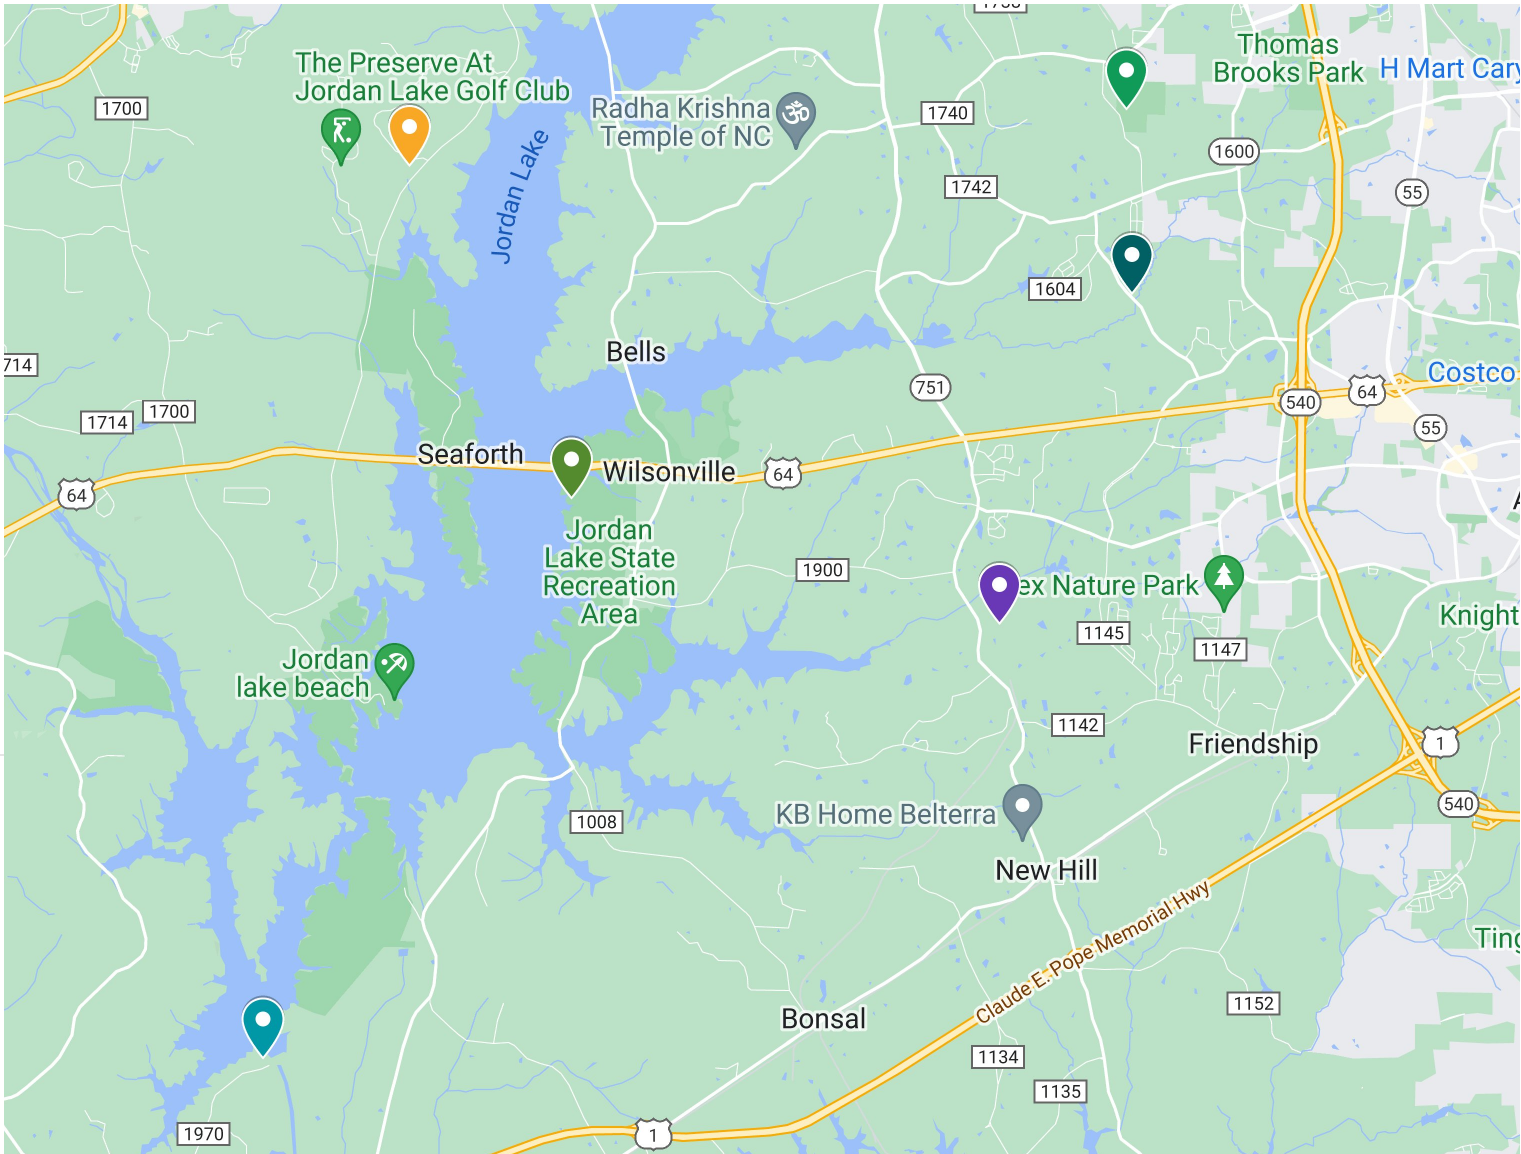 1738
The Preserve At
Jordan Lake Golf Club
Thomas
Brooks Park
H Mart Cary
1700
Radha Krishna
Temple of NC
ॐ
1740
1600
Jordan Lake
1742
55
1604
Bells
714
751
Costco
64
540
1714
1700
55
Seaforth
Wilsonville
64
64
Jordan
Lake State
Recreation
Area
1900
ex Nature Park
Knight
1145
1147
Jordan
lake beach
1142
Friendship
1
KB Home Belterra
540
1008
New Hill
Claude E. Pope Memorial Hwy
Ting
1152
Bonsal
1134
1135
1970
1